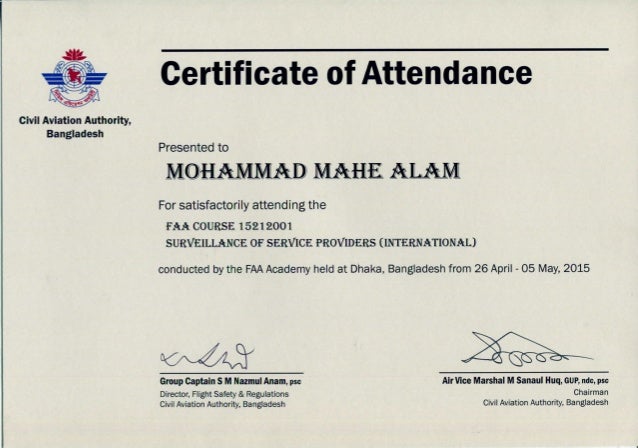 Certificate of Attendance
Civil Aviation Authority,
Bangladesh
Presented to
MOHAMMAD MAHE ALAM
For satisfactorily attending the
FAA COURSE 15212001
SURVEILLANCE OF SERVICE PROVIDERS (INTERNATIONAL)
conducted by the FAA Academy held at Dhaka, Bangladesh from 26 April - 05 May, 2015
Group Captain S M Nazmul Anam, psc
Director, Flight Safety & Regulations
Civil Aviation Authority, Bangladesh
Air Vice Marshal M Sanaul Huq, GUP, ndc, psc
Chairman
Civil Aviation Authority, Bangladesh